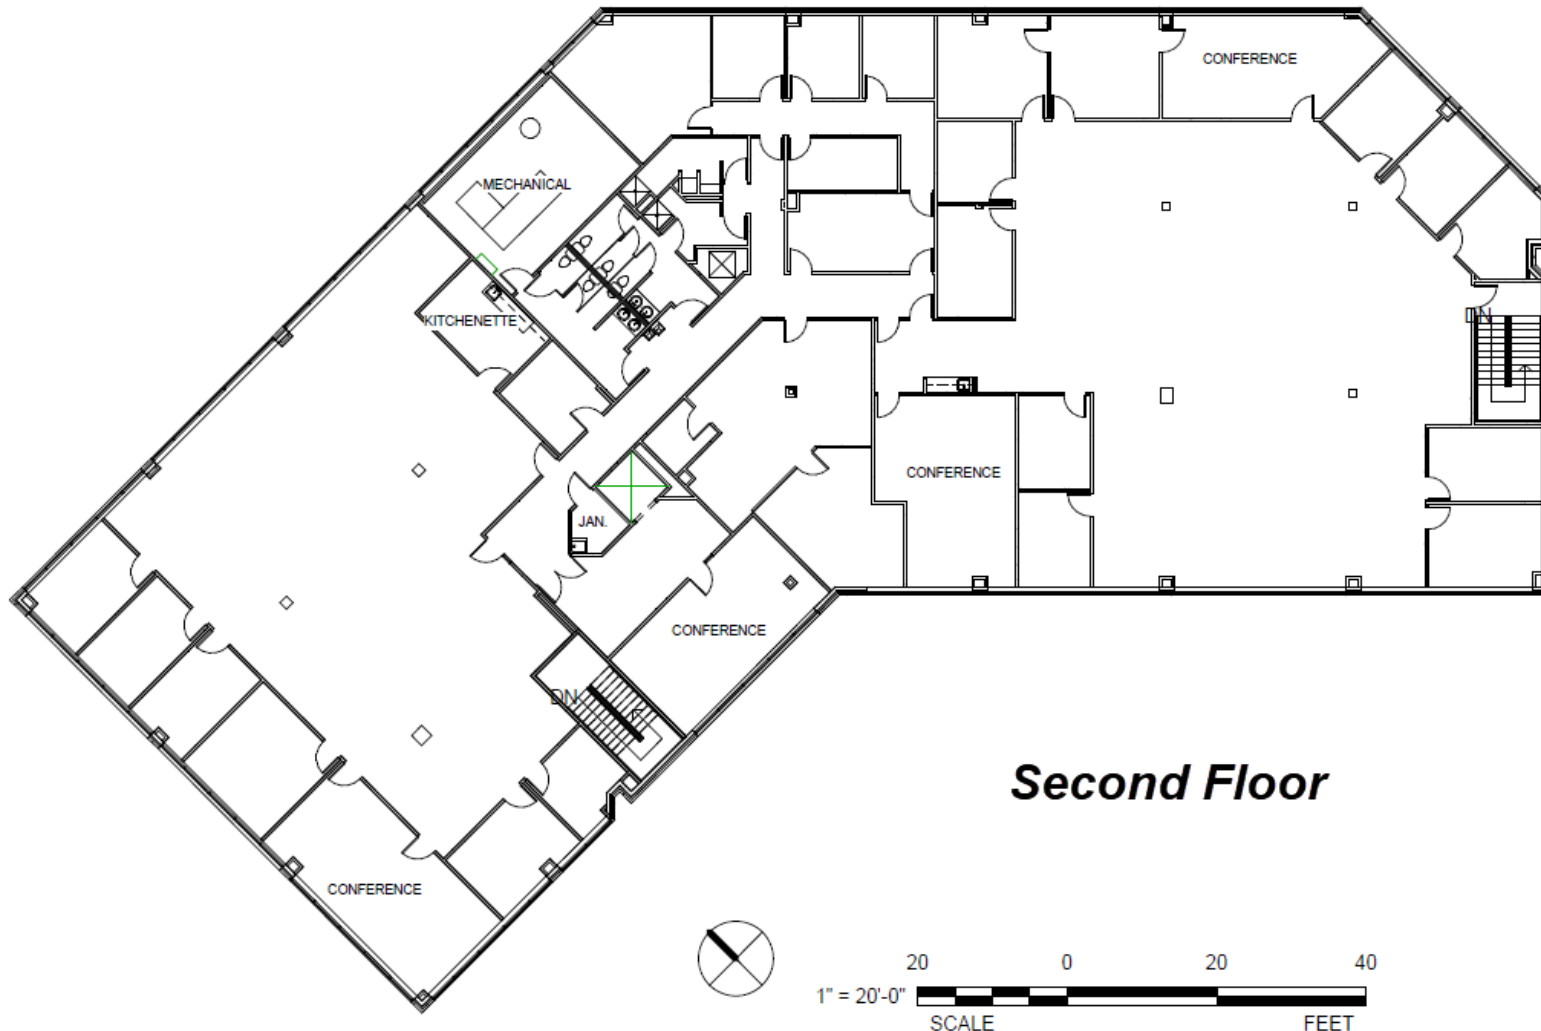 CONFERENCE
MECHANICAL
KITCHENETTE
DN
CONFERENCE
JAN.
CONFERENCE
DN
CONFERENCE
Second Floor
20 0 20 40
1" = 20'-0"
SCALE FEET